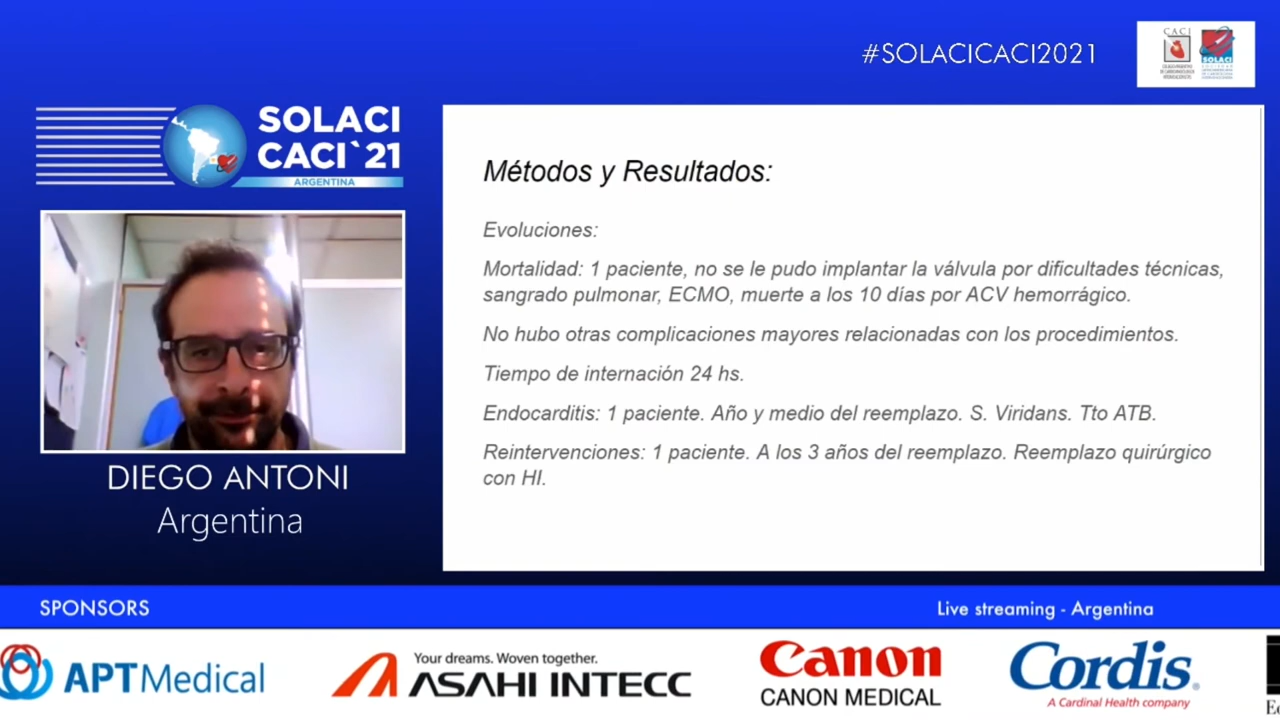 #SOLACICACI2021
CACI
SOLACI
SOLACI
CACI`21
ARGENTINA
Métodos y Resultados:
Evoluciones:
Mortalidad: 1 paciente, no se le pudo implantar la válvula por dificultades técnicas,
sangrado pulmonar, ECMO, muerte a los 10 días por ACV hemorrágico.
No hubo otras complicaciones mayores relacionadas con los procedimientos.
Tiempo de internación 24 hs.
Endocarditis: 1 paciente. Año y medio del reemplazo. S. Viridans. Tto ATB.
Reintervenciones: 1 paciente. A los 3 años del reemplazo. Reemplazo quirúrgico
con HI.
DIEGO ANTONI
Argentina
SPONSORS
Live streaming - Argentina
APTMedical
Your dreams. Woven together.
ASAHI INTECC
Canon
CANON MEDICAL
Cordis
A Cardinal Health company